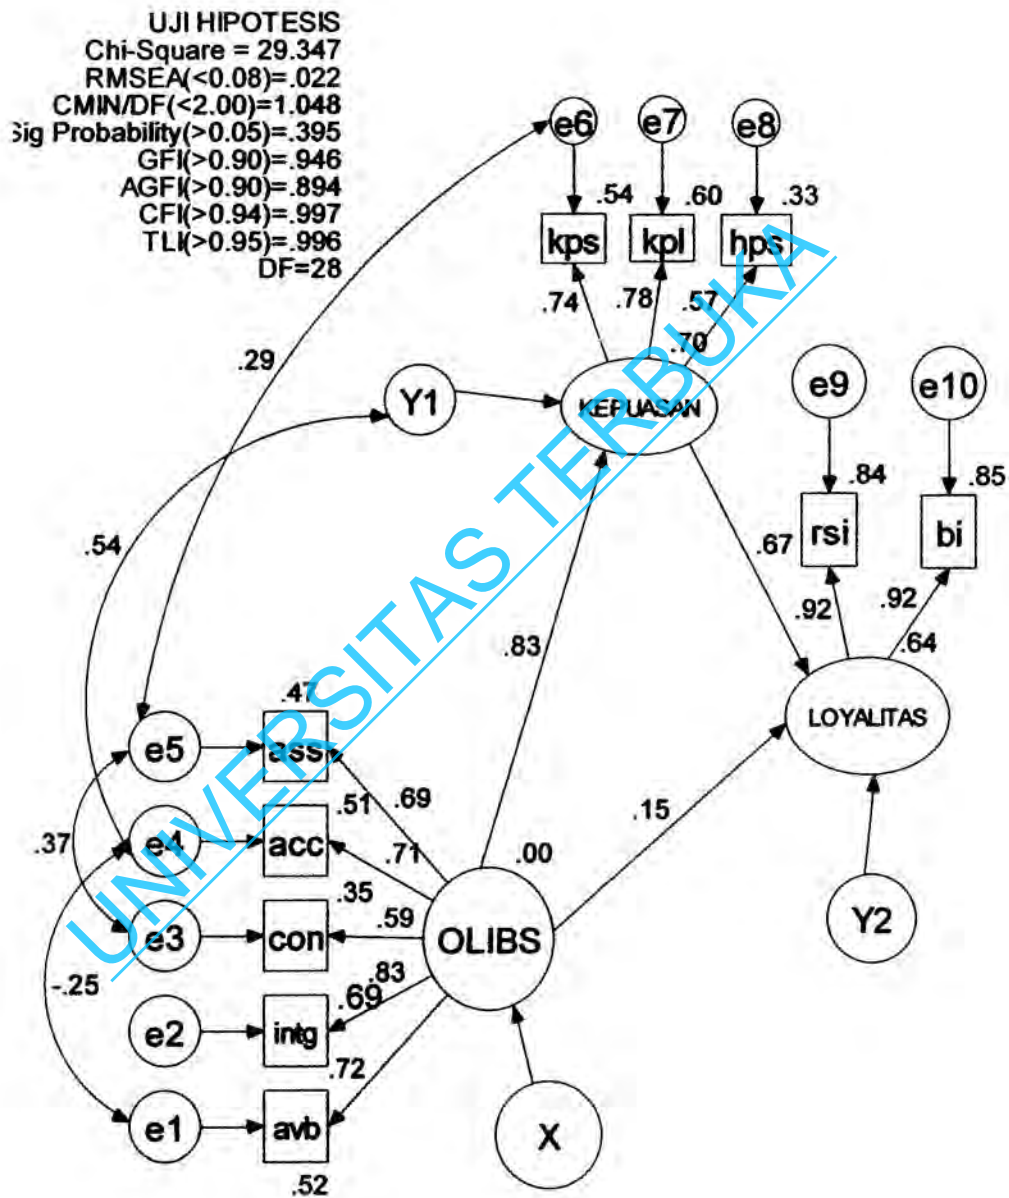 UJI HIPOTESIS
Chi-Square = 29.347
RMSEA(<0.08)=.022
CMIN/DF(<2.00)=1.048
Sig Probability(>0.05)=.395
GFI(>0.90)=.946
AGFI(>0.90)=.894
CFI(>0.94)=.997
TLI(>0.95)=.996
DF=28
e6 e7 e8
.54 .60 .33
kps kpl hps
.74 .78 .57
.70
.29
Y1 KEPUASAN e9 e10
.84 .85
rsi bi
.54 .67
.92 .92
.83 .64
LOYALITAS
.47
e5 ass
.69 .15
.51
e4 acc
.37 .71 .00
.35
.59
e3 con OLIBS Y2
.83
-.25 .69
e2 intg
.72
e1 avb X
.52
UNIVERSITAS TERBUKA